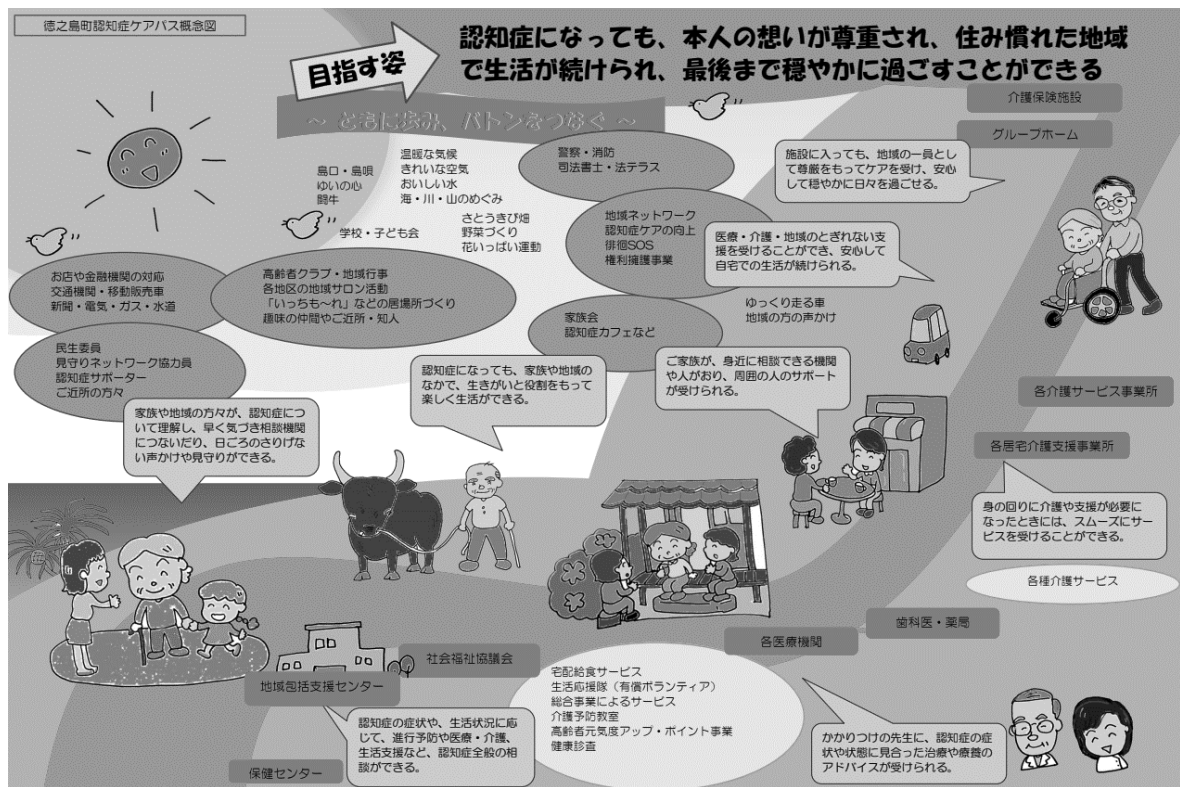 徳之島町認知症ケアパス概念図
目指す姿
認知症になっても、本人の想いが尊重され、住み慣れた地域
で生活が続けられ、最後まで穏やかに過ごすことができる
～ ともに歩み、バトンをつなぐ ～
介護保険施設
グループホーム
施設に入っても、地域の一員とし
て尊厳をもってケアを受け、安心
して穏やかに日々を過ごせる。
警察・消防
司法書士・法テラス
温暖な気候
きれいな空気
おいしい水
海・川・山のめぐみ
島口・島唄
ゆいの心
闘牛
学校・子ども会
さとうきび畑
野菜づくり
花いっぱい運動
地域ネットワーク
認知症ケアの向上
徘徊SOS
権利擁護事業
医療・介護・地域のとぎれない支
援を受けることができ、安心して
自宅での生活が続けられる。
お店や金融機関の対応
交通機関・移動販売車
新聞・電気・ガス・水道
高齢者クラブ・地域行事
各地区の地域サロン活動
「いっちも～れ」などの居場所づくり
趣味の仲間やご近所・知人
家族会
認知症カフェなど
ゆっくり走る車
地域の方の声かけ
民生委員
見守りネットワーク協力員
認知症サポーター
ご近所の方々
認知症になっても、家族や地域の
なかで、生きがいと役割をもって
楽しく生活ができる。
ご家族が、身近に相談できる機関
や人がおり、周囲の人のサポート
が受けられる。
家族や地域の方々が、認知症につ
いて理解し、早く気づき相談機関
につないだり、日ごろのさりげな
い声かけや見守りができる。
各介護サービス事業所
各居宅介護支援事業所
身の回りに介護や支援が必要に
なったときには、スムーズにサー
ビスを受けることができる。
各種介護サービス
歯科医・薬局
各医療機関
社会福祉協議会
地域包括支援センター
宅配給食サービス
生活応援隊（有償ボランティア）
総合事業によるサービス
介護予防教室
高齢者元気度アップ・ポイント事業
健康診査
認知症の症状や、生活状況に応
じて、進行予防や医療・介護、
生活支援など、認知症全般の相
談ができる。
かかりつけの先生に、認知症の症
状や状態に見合った治療や療養の
アドバイスが受けられる。
保健センター